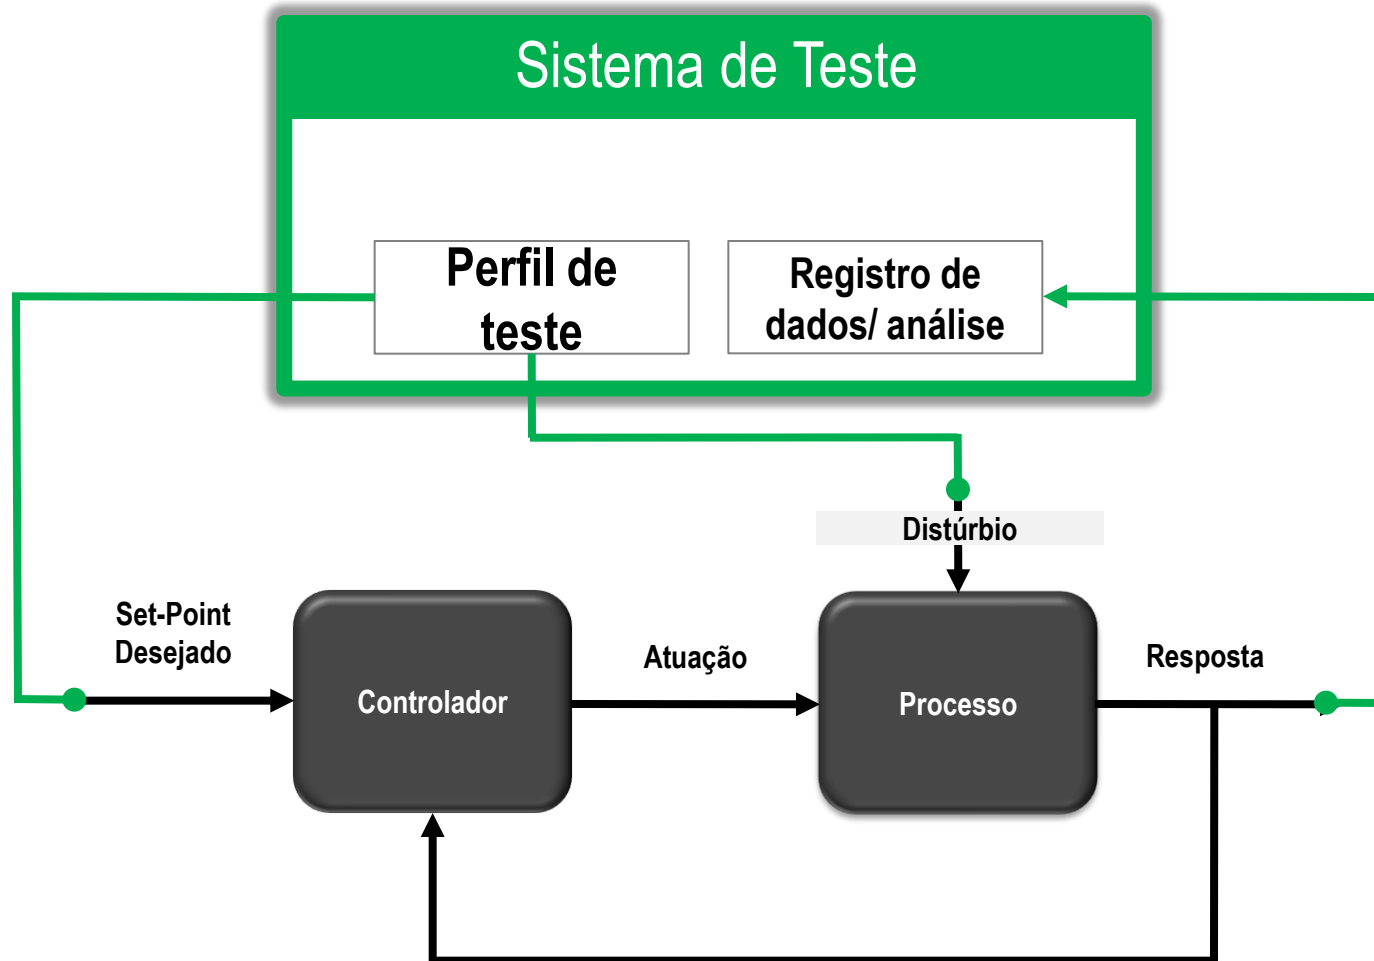 Sistema de Teste
Perfil de
teste
Registro de
dados/ análise
Distúrbio
Set-Point
Desejado
Controlador
Atuação
Processo
Resposta